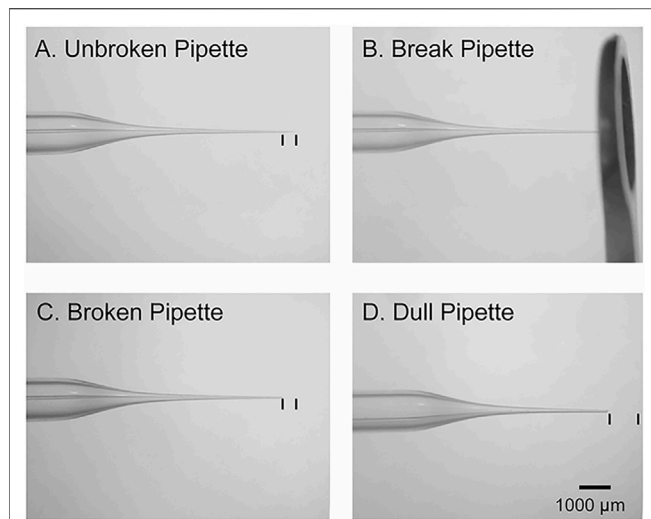 A. Unbroken Pipette
B. Break Pipette
C. Broken Pipette
D. Dull Pipette
1000 µm